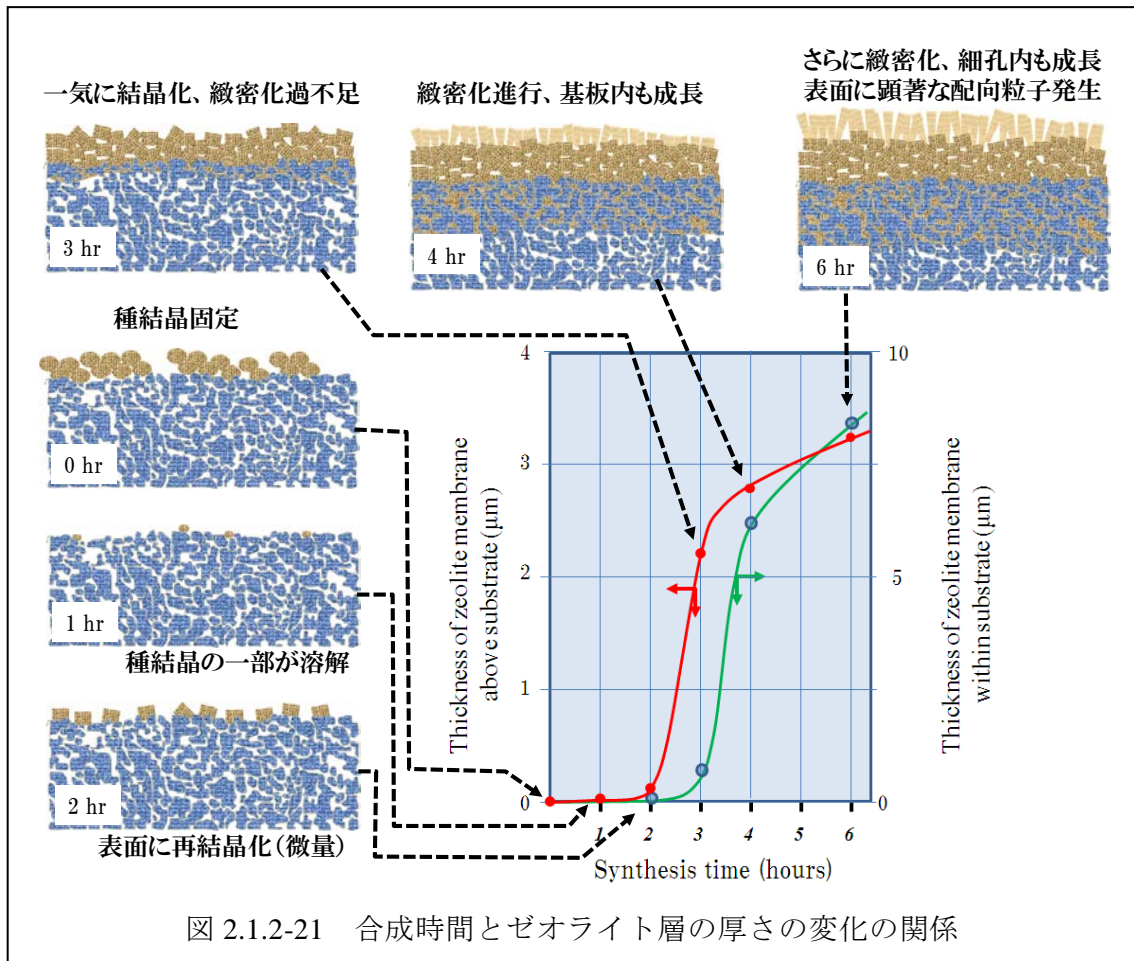 一気に結晶化、緻密化過不足
3 hr
緻密化進行、基板内も成長
4 hr
さらに緻密化、細孔内も成長
表面に顕著な配向粒子発生
6 hr
種結晶固定
0 hr
1 hr
種結晶の一部が溶解
2 hr
表面に再結晶化（微量）
Thickness of zeolite membrane
above substrate (μm)
4
3
2
1
0
10
5
0
Thickness of zeolite membrane
within substrate (μm)
1 2 3 4 5 6
Synthesis time (hours)
図 2.1.2-21 合成時間とゼオライト層の厚さの変化の関係